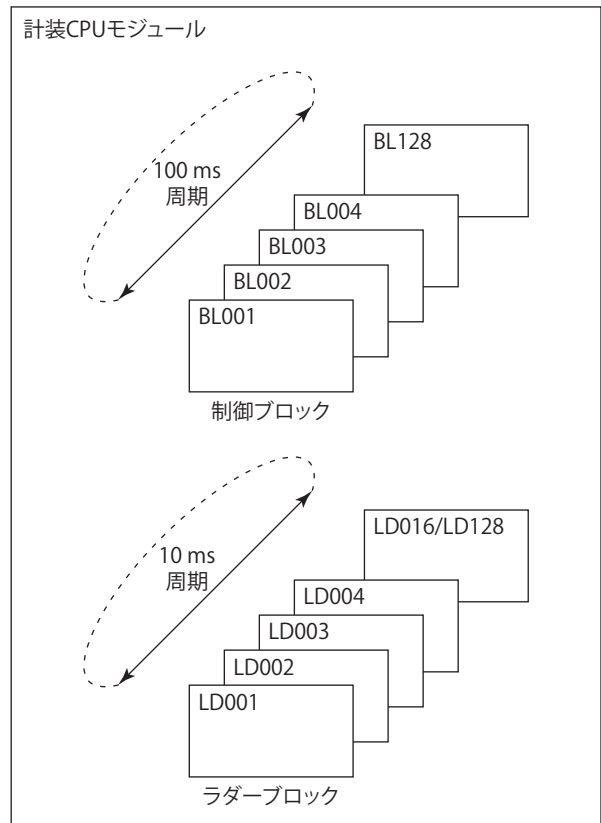 計装CPUモジュール
100 ms
周期
BL128
BL004
BL003
BL002
BL001
制御ブロック
10 ms
周期
LD016/LD128
LD004
LD003
LD002
LD001
ラダーブロック